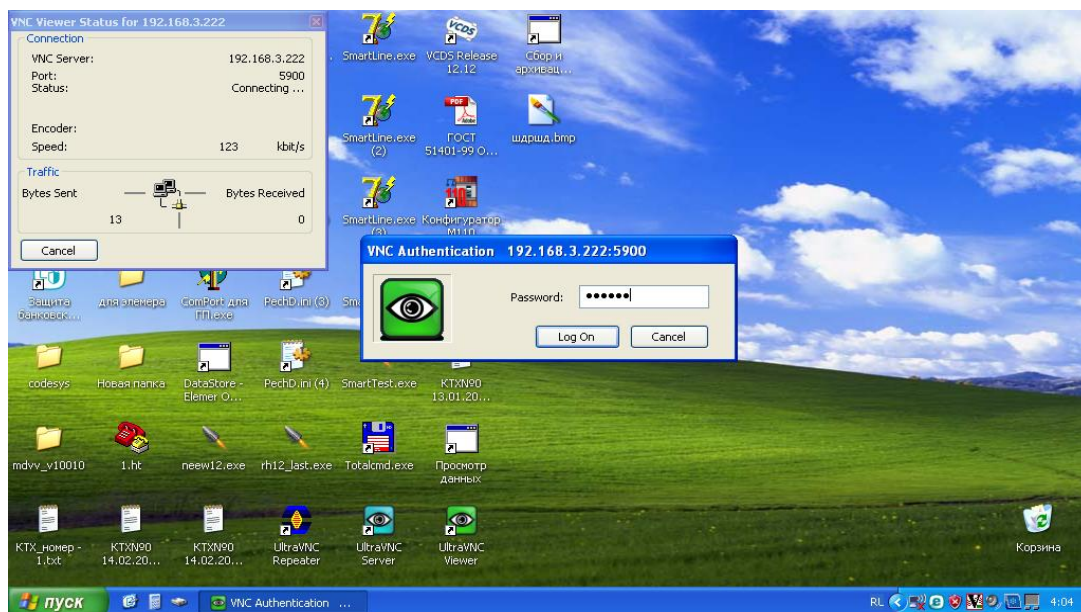 VNC Viewer Status for 192.168.3.222
Connection
VNC Server: 192.168.3.222
Port: 5900
Status: Connecting ...
Encoder:
Speed: 123 kbit/s
Traffic
Bytes Sent Bytes Received
13 0
Cancel
SmartLine.exe
VCDS Release
12.12
Сбор и
архивац...
SmartLine.exe
(2)
ГОСТ
51401-99 О...
шдршд.bmp
SmartLine.exe
(3)
Конфигуратор
М110
VNC Authentication 192.168.3.222:5900
Password:
Log On
Cancel
Защита
банковск...
для элемера
ComPort для
ГП.exe
PechD.ini (3)
codesys
Новая папка
DataStore -
Elemer O...
PechD.ini (4)
SmartTest.exe
КТХ№90
13.01.20...
mdvv_v10010
1.ht
neew12.exe
rh12_last.exe
Totalcmd.exe
Просмотр
данных
КТХ_номер -
1.txt
КТХ№90
14.02.20...
КТХ№90
14.02.20...
UltraVNC
Repeater
UltraVNC
Server
UltraVNC
Viewer
Корзина
пуск
VNC Authentication ...
RL
4:04